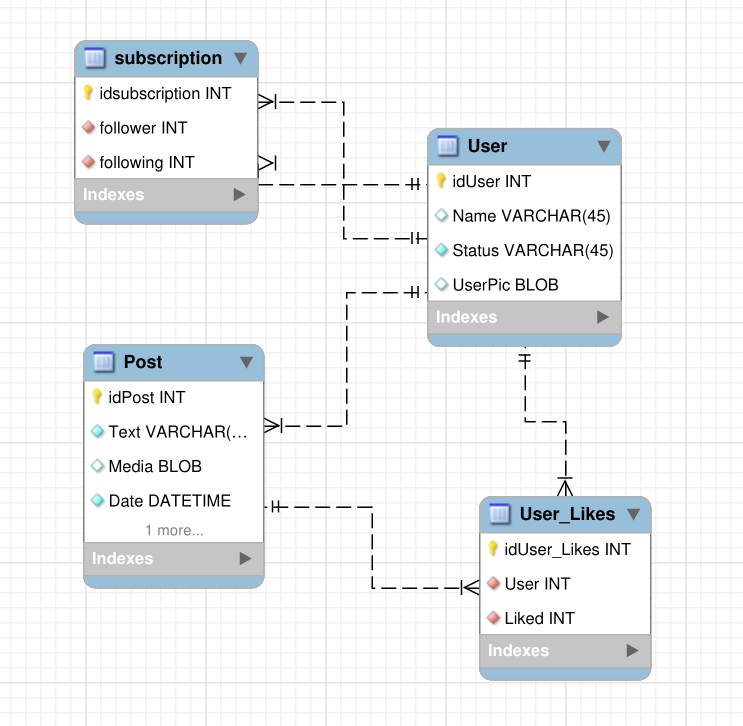 subscription
idsubscription INT
follower INT
following INT
Indexes
User
idUser INT
Name VARCHAR(45)
Status VARCHAR(45)
UserPic BLOB
Indexes
Post
idPost INT
Text VARCHAR(...
Media BLOB
Date DATETIME
1 more...
Indexes
User_Likes
idUser_Likes INT
User INT
Liked INT
Indexes